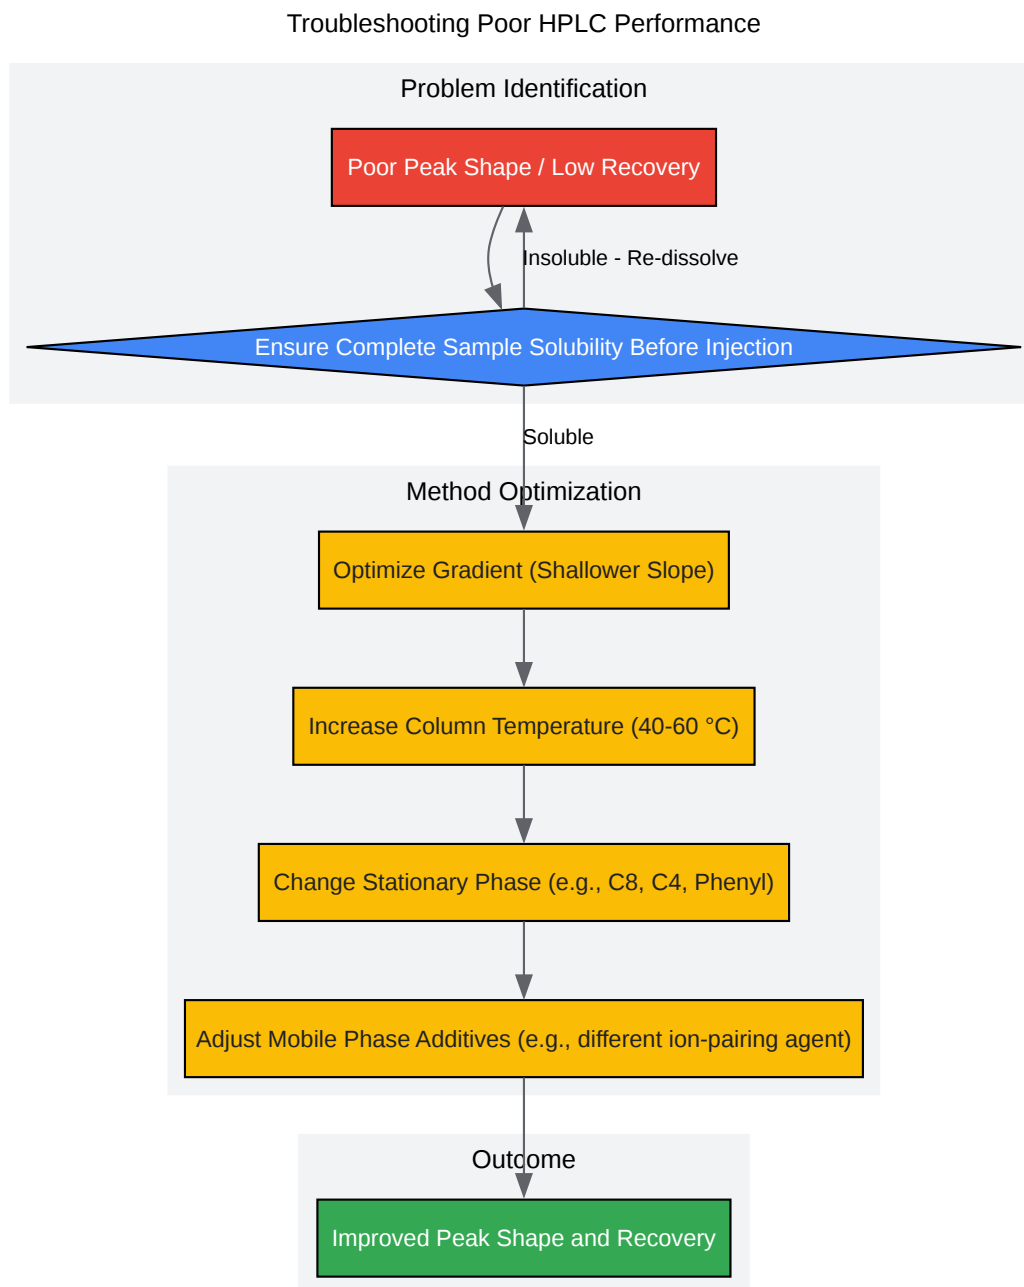 Troubleshooting Poor HPLC Performance
Problem Identification
Poor Peak Shape / Low Recovery
Insoluble - Re-dissolve
Ensure Complete Sample Solubility Before Injection
Soluble
Method Optimization
Optimize Gradient (Shallower Slope)
Increase Column Temperature (40-60 °C)
Change Stationary Phase (e.g., C8, C4, Phenyl)
Adjust Mobile Phase Additives (e.g., different ion-pairing agent)
Outcome
Improved Peak Shape and Recovery